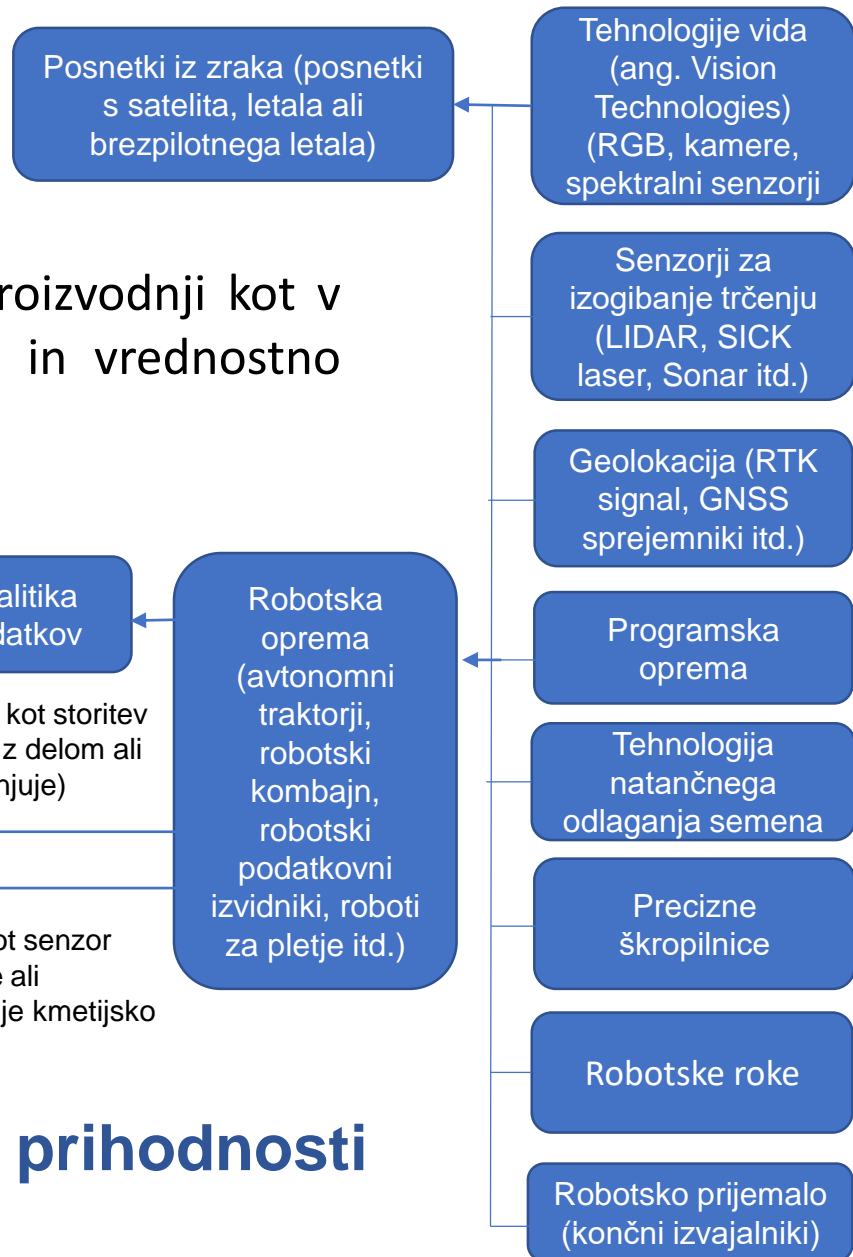 Posnetki iz zraka (posnetki
s satelita, letala ali
brezpilotnega letala)
Tehnologije vida
(ang. Vision
Technologies)
(RGB, kamere,
spektralni senzorji
roizvodnji kot v
in vrednostno
Senzorji za
izogibanje trčenju
(LIDAR, SICK
laser, Sonar itd.)
Geolokacija (RTK
signal, GNSS
sprejemniki itd.)
alitika
datkov
kot storitev
z delom ali
njuje)
Robotska
oprema
(avtonomni
traktorji,
robotski
kombajn,
robotski
podatkovni
izvidniki, roboti
za pletje itd.)
Programska
oprema
Tehnologija
natančnega
odlaganja semena
Precizne
škropilnice
ot senzor
e ali
je kmetijsko
Robotske roke
prihodnosti
Robotsko prijemalo
(končni izvajalniki)